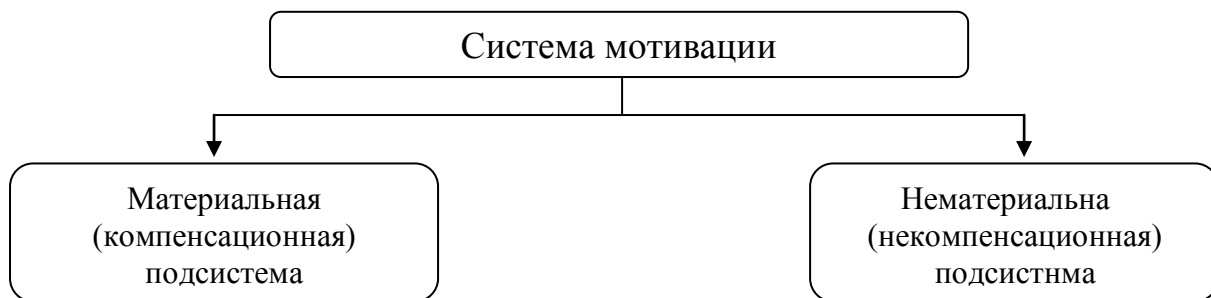 Система мотивации
Материальная
(компенсационная)
подсистема
Нематериальна
(некомпенсационная)
подсистнма